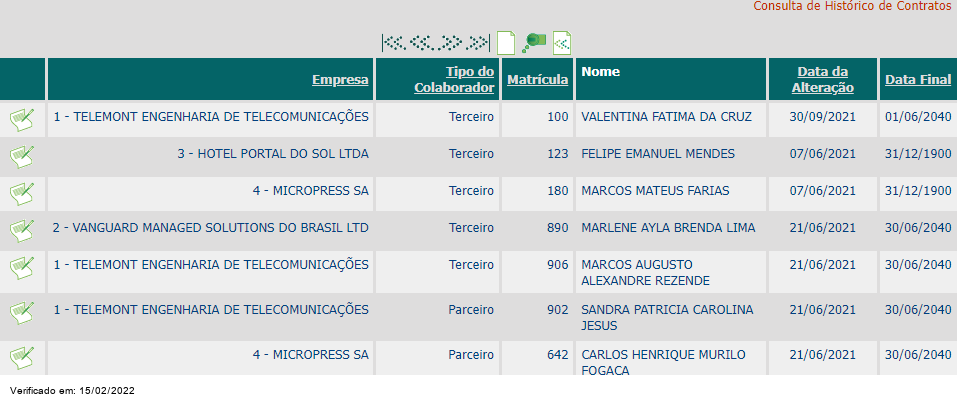 Consulta de Histórico de Contratos
Empresa Tipo do Colaborador Matrícula Nome Data da Alteração Data Final
1 - TELEMONT ENGENHARIA DE TELECOMUNICAÇÕES Terceiro 100 VALENTINA FATIMA DA CRUZ 30/09/2021 01/06/2040
3 - HOTEL PORTAL DO SOL LTDA Terceiro 123 FELIPE EMANUEL MENDES 07/06/2021 31/12/1900
4 - MICROPRESS SA Terceiro 180 MARCOS MATEUS FARIAS 07/06/2021 31/12/1900
2 - VANGUARD MANAGED SOLUTIONS DO BRASIL LTD Terceiro 890 MARLENE AYLA BRENDA LIMA 21/06/2021 30/06/2040
1 - TELEMONT ENGENHARIA DE TELECOMUNICAÇÕES Terceiro 906 MARCOS AUGUSTO ALEXANDRE REZENDE 21/06/2021 30/06/2040
1 - TELEMONT ENGENHARIA DE TELECOMUNICAÇÕES Parceiro 902 SANDRA PATRICIA CAROLINA JESUS 21/06/2021 30/06/2040
4 - MICROPRESS SA Parceiro 642 CARLOS HENRIQUE MURILO FOGACA 21/06/2021 30/06/2040
Verificado em: 15/02/2022